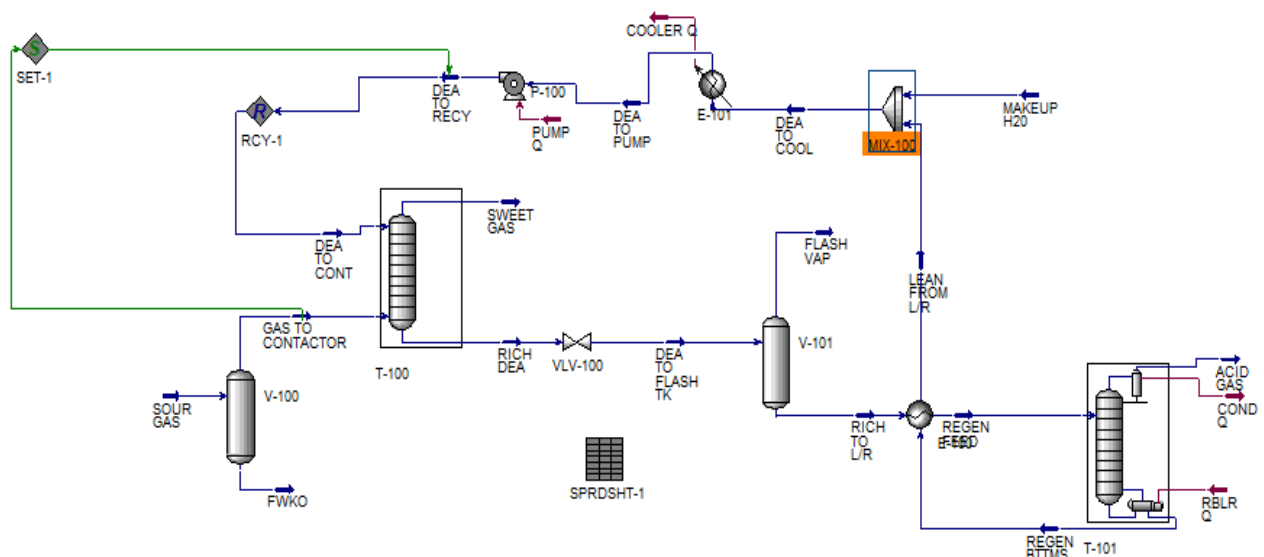 COOLER Q
S
SET-1
DEA
TO
RECY
P-100
PUMP
Q
DEA
TO
PUMP
E-101
DEA
TO
COOL
MIX-100
MAKEUP
H20
R
RCY-1
DEA
TO
CONT
SWEET
GAS
GAS TO
CONTACTOR
T-100
RICH
DEA
VLV-100
DEA
TO
FLASH
TK
FLASH
VAP
V-101
LEAN
FROM
L/R
SOUR
GAS
V-100
FWKO
SPRDSHT-1
RICH
TO
L/R
REGEN
FEED
ACID
GAS
COND
Q
RBLR
Q
REGEN
BTTMS
T-101